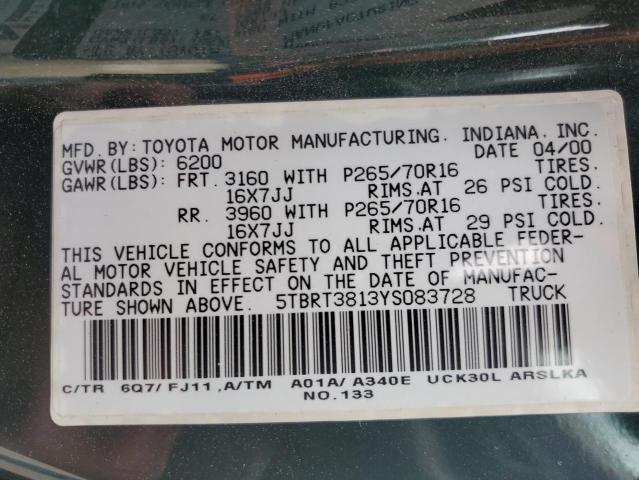 MFD. BY: TOYOTA MOTOR MANUFACTURING, INDIANA, INC.
GVWR(LBS): 6200 DATE 04/00
GAWR(LBS): FRT. 3160 WITH P265/70R16 TIRES.
16X7JJ RIMS.AT 26 PSI COLD.
RR. 3960 WITH P265/70R16 TIRES.
16X7JJ RIMS.AT 29 PSI COLD.
THIS VEHICLE CONFORMS TO ALL APPLICABLE FEDER-
AL MOTOR VEHICLE SAFETY AND THEFT PREVENTION
STANDARDS IN EFFECT ON THE DATE OF MANUFAC-
TURE SHOWN ABOVE. 5TBRT3813YS083728 TRUCK
C/TR 6Q7/ FJ11 ,A/TM A01A/ A340E UCK30L ARSLKA
NO.133